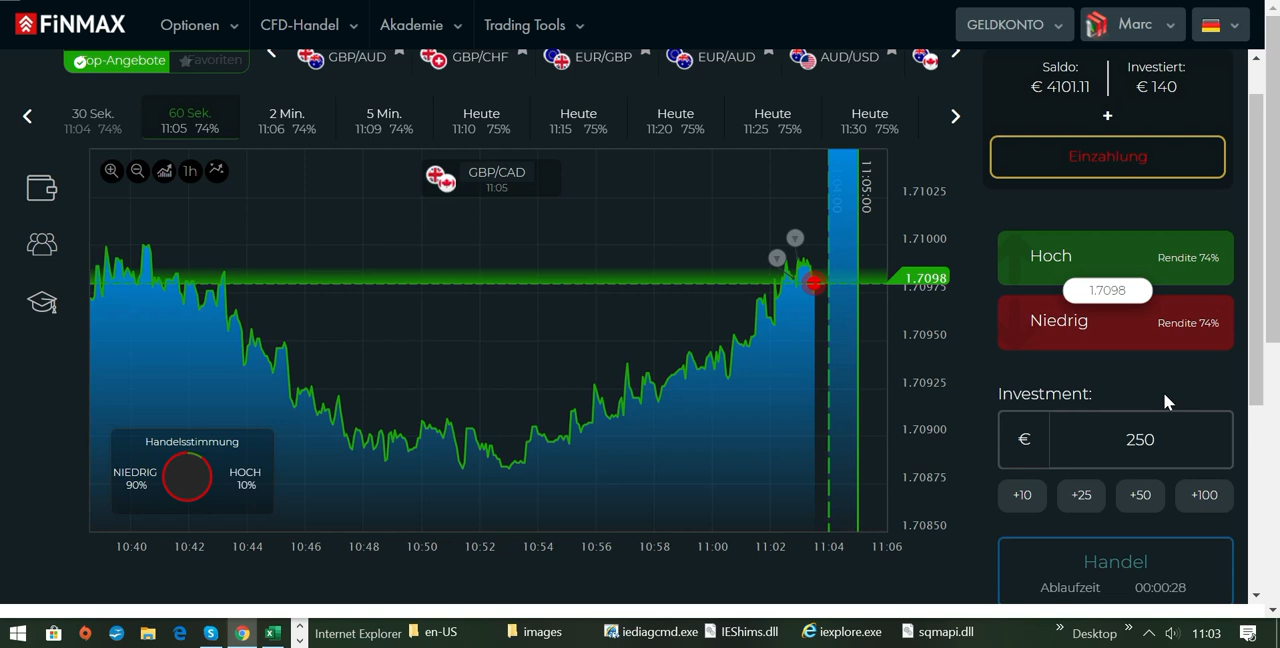 FiNMAX
Optionen
CFD-Handel
Akademie
Trading Tools
GELDKONTO
Marc
op-Angebote
Favoriten
GBP/AUD
GBP/CHF
EUR/GBP
EUR/AUD
AUD/USD
Saldo:
€ 4101.11
Investiert:
€ 140
+
Einzahlung
30 Sek.
11:04 74%
60 Sek.
11:05 74%
2 Min.
11:06 74%
5 Min.
11:09 74%
Heute
11:10 75%
Heute
11:15 75%
Heute
11:20 75%
Heute
11:25 75%
Heute
11:30 75%
1h
GBP/CAD
11:05
11:05:00
1.71025
1.71000
1.7098
1.70975
1.70950
1.70925
1.70900
1.70875
1.70850
Handelsstimmung
NIEDRIG
90%
HOCH
10%
10:40
10:42
10:44
10:46
10:48
10:50
10:52
10:54
10:56
10:58
11:00
11:02
11:04
11:06
Hoch
Rendite 74%
1.7098
Niedrig
Rendite 74%
Investment:
€
250
+10
+25
+50
+100
Handel
Ablaufzeit 00:00:28
Internet Explorer
en-US
images
iediagcmd.exe
IEShims.dll
iexplore.exe
sqmapi.dll
Desktop
11:03